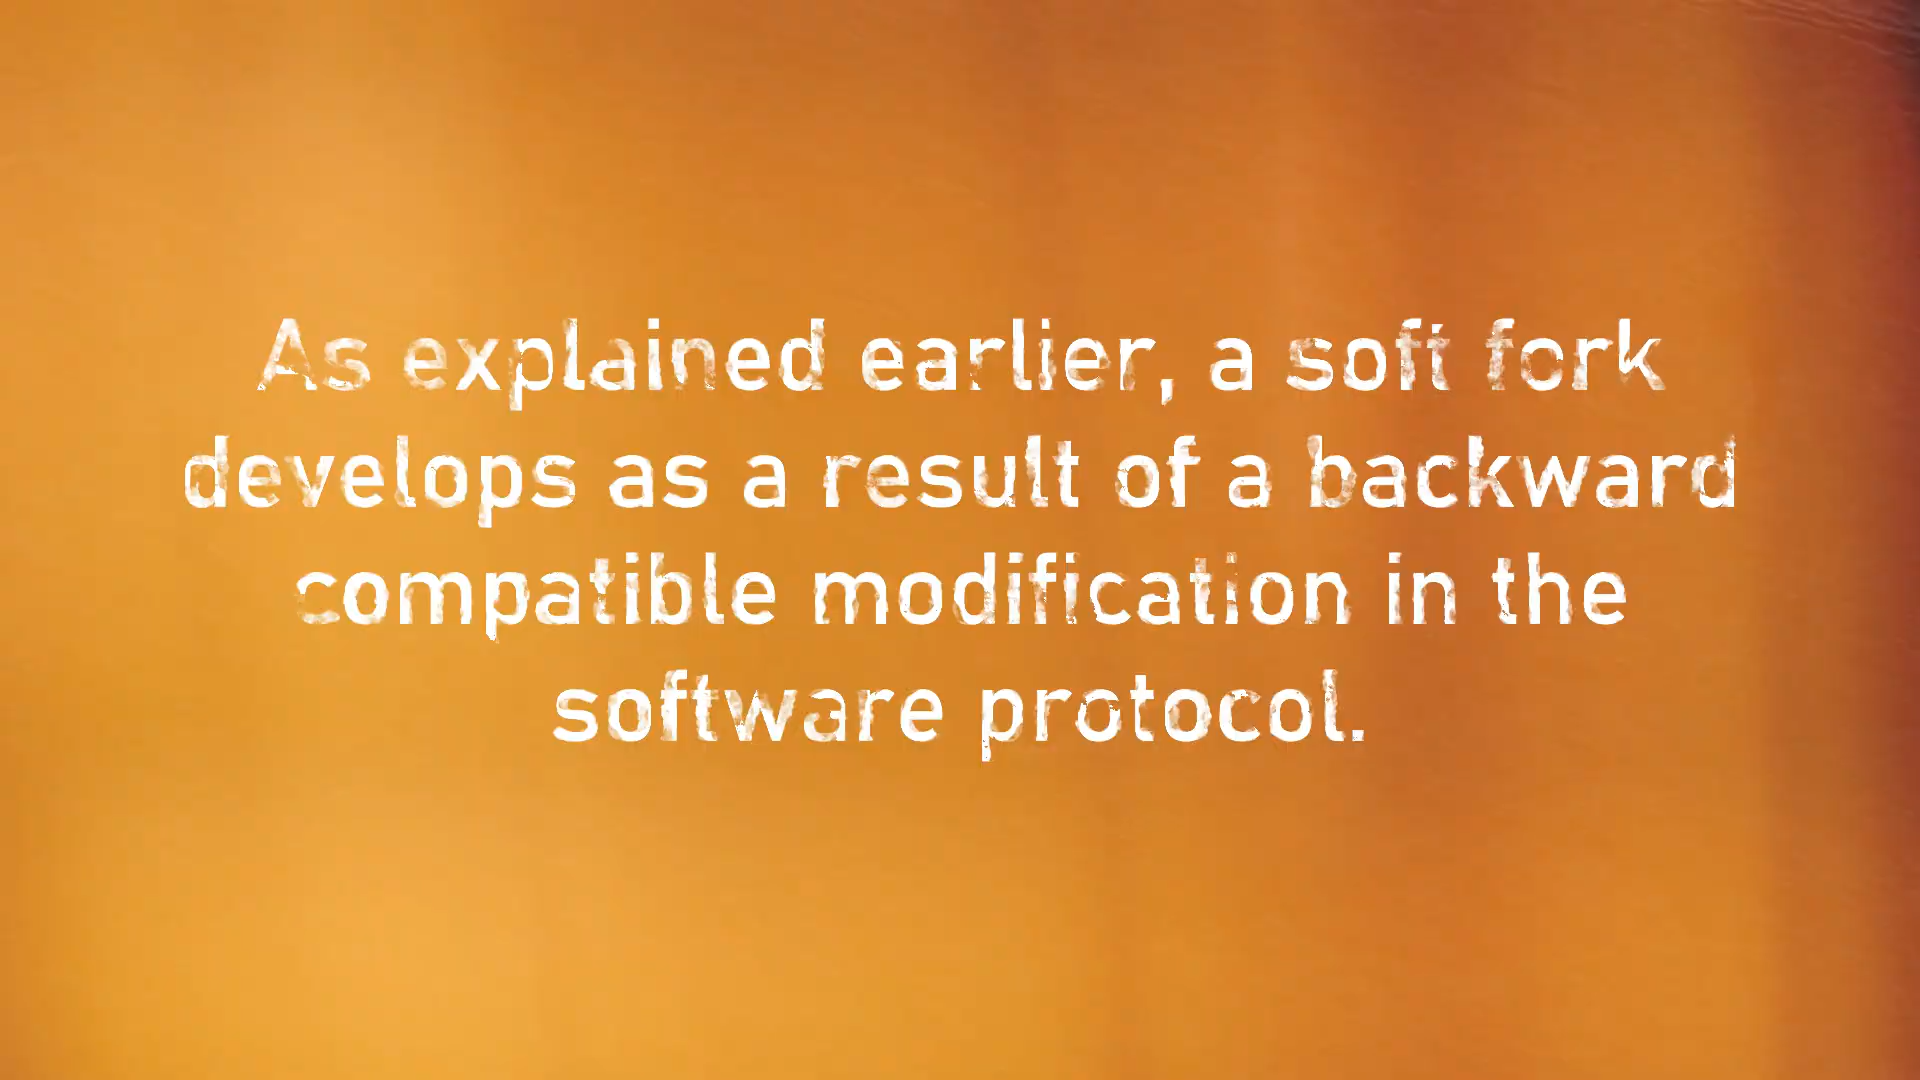 As explained earlier, a soft fork
develops as a result of a backward
compatible modification in the
software protocol.